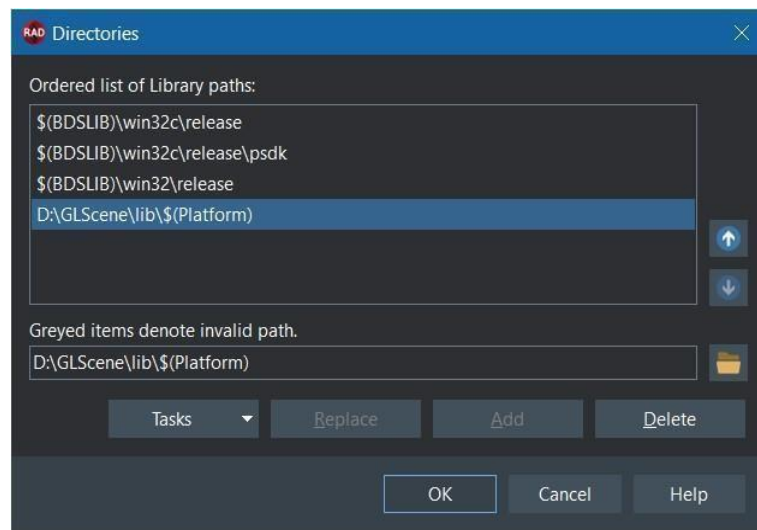 RAD Directories
Ordered list of Library paths:
$(BDSLIB)\win32c\release
$(BDSLIB)\win32c\release\psdk
$(BDSLIB)\win32\release
D:\GLScene\lib\$(Platform)
Greyed items denote invalid path.
D:\GLScene\lib\$(Platform)
Tasks Replace Add Delete
OK Cancel Help